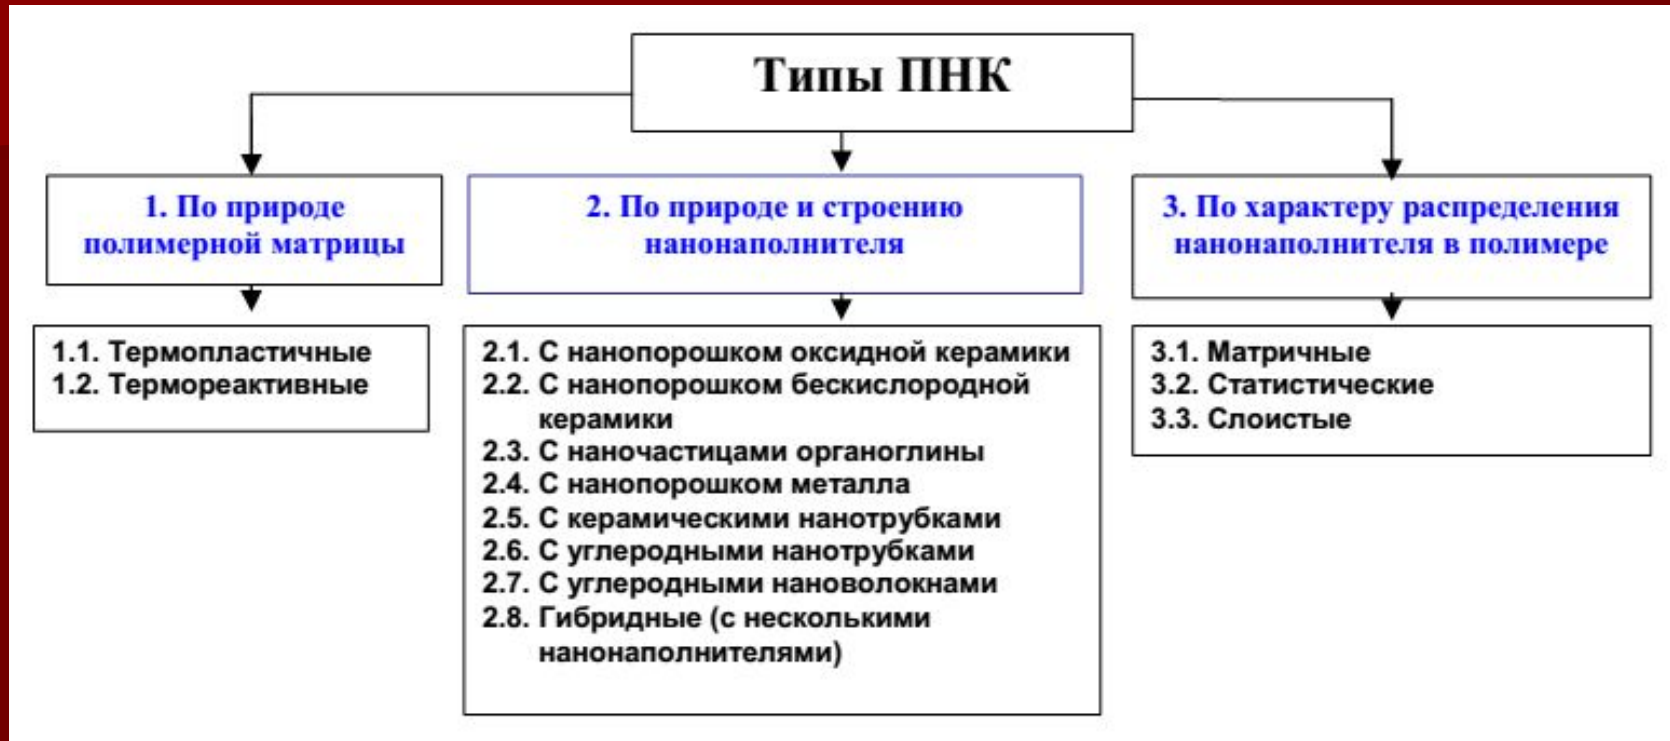 Типы ПНК
1. По природе
полимерной матрицы
2. По природе и строению
нанонаполнителя
3. По характеру распределения
нанонаполнителя в полимере
1.1. Термопластичные
1.2. Термореактивные
2.1. С нанопорошком оксидной керамики
2.2. С нанопорошком бескислородной
керамики
2.3. С наночастицами органоглины
2.4. С нанопорошком металла
2.5. С керамическими нанотрубками
2.6. С углеродными нанотрубками
2.7. С углеродными нановолокнами
2.8. Гибридные (с несколькими
нанонаполнителями)
3.1. Матричные
3.2. Статистические
3.3. Слоистые